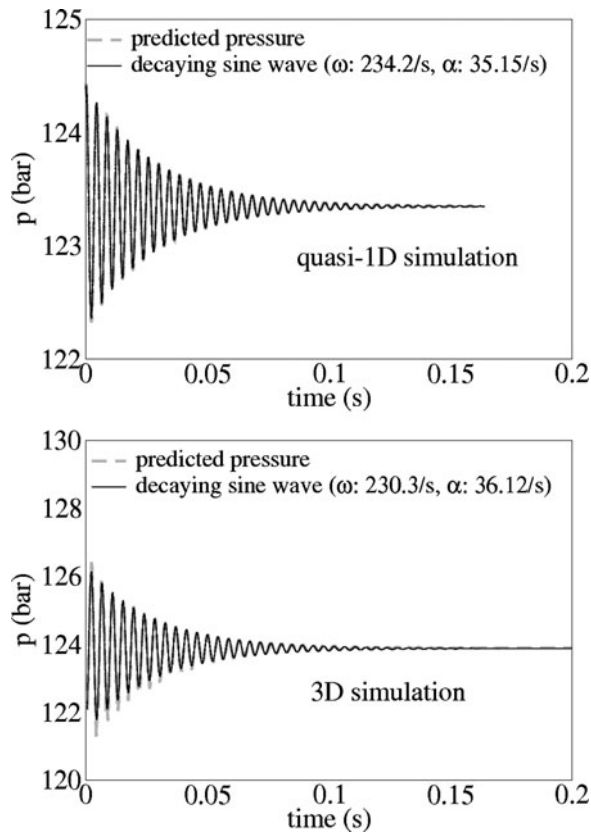 125
predicted pressure
decaying sine wave (ω: 234.2/s, α: 35.15/s)
124
p (bar)
123
quasi-1D simulation
122
0
0.05
0.1
0.15
0.2
time (s)
130
predicted pressure
decaying sine wave (ω: 230.3/s, α: 36.12/s)
128
126
p (bar)
124
122
3D simulation
120
0
0.05
0.1
0.15
0.2
time (s)